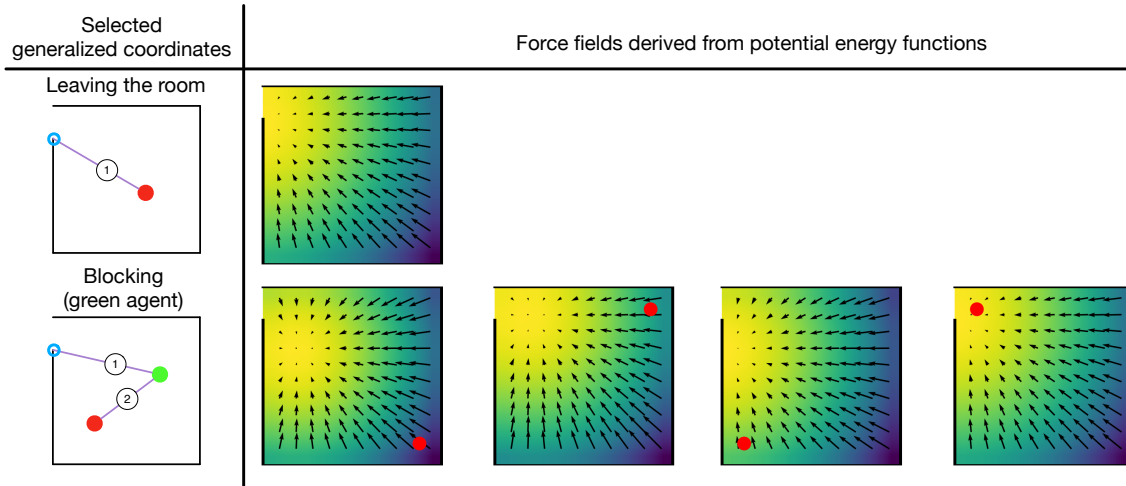 Selected
generalized coordinates
Force fields derived from potential energy functions
Leaving the room
1
Blocking
(green agent)
1
2